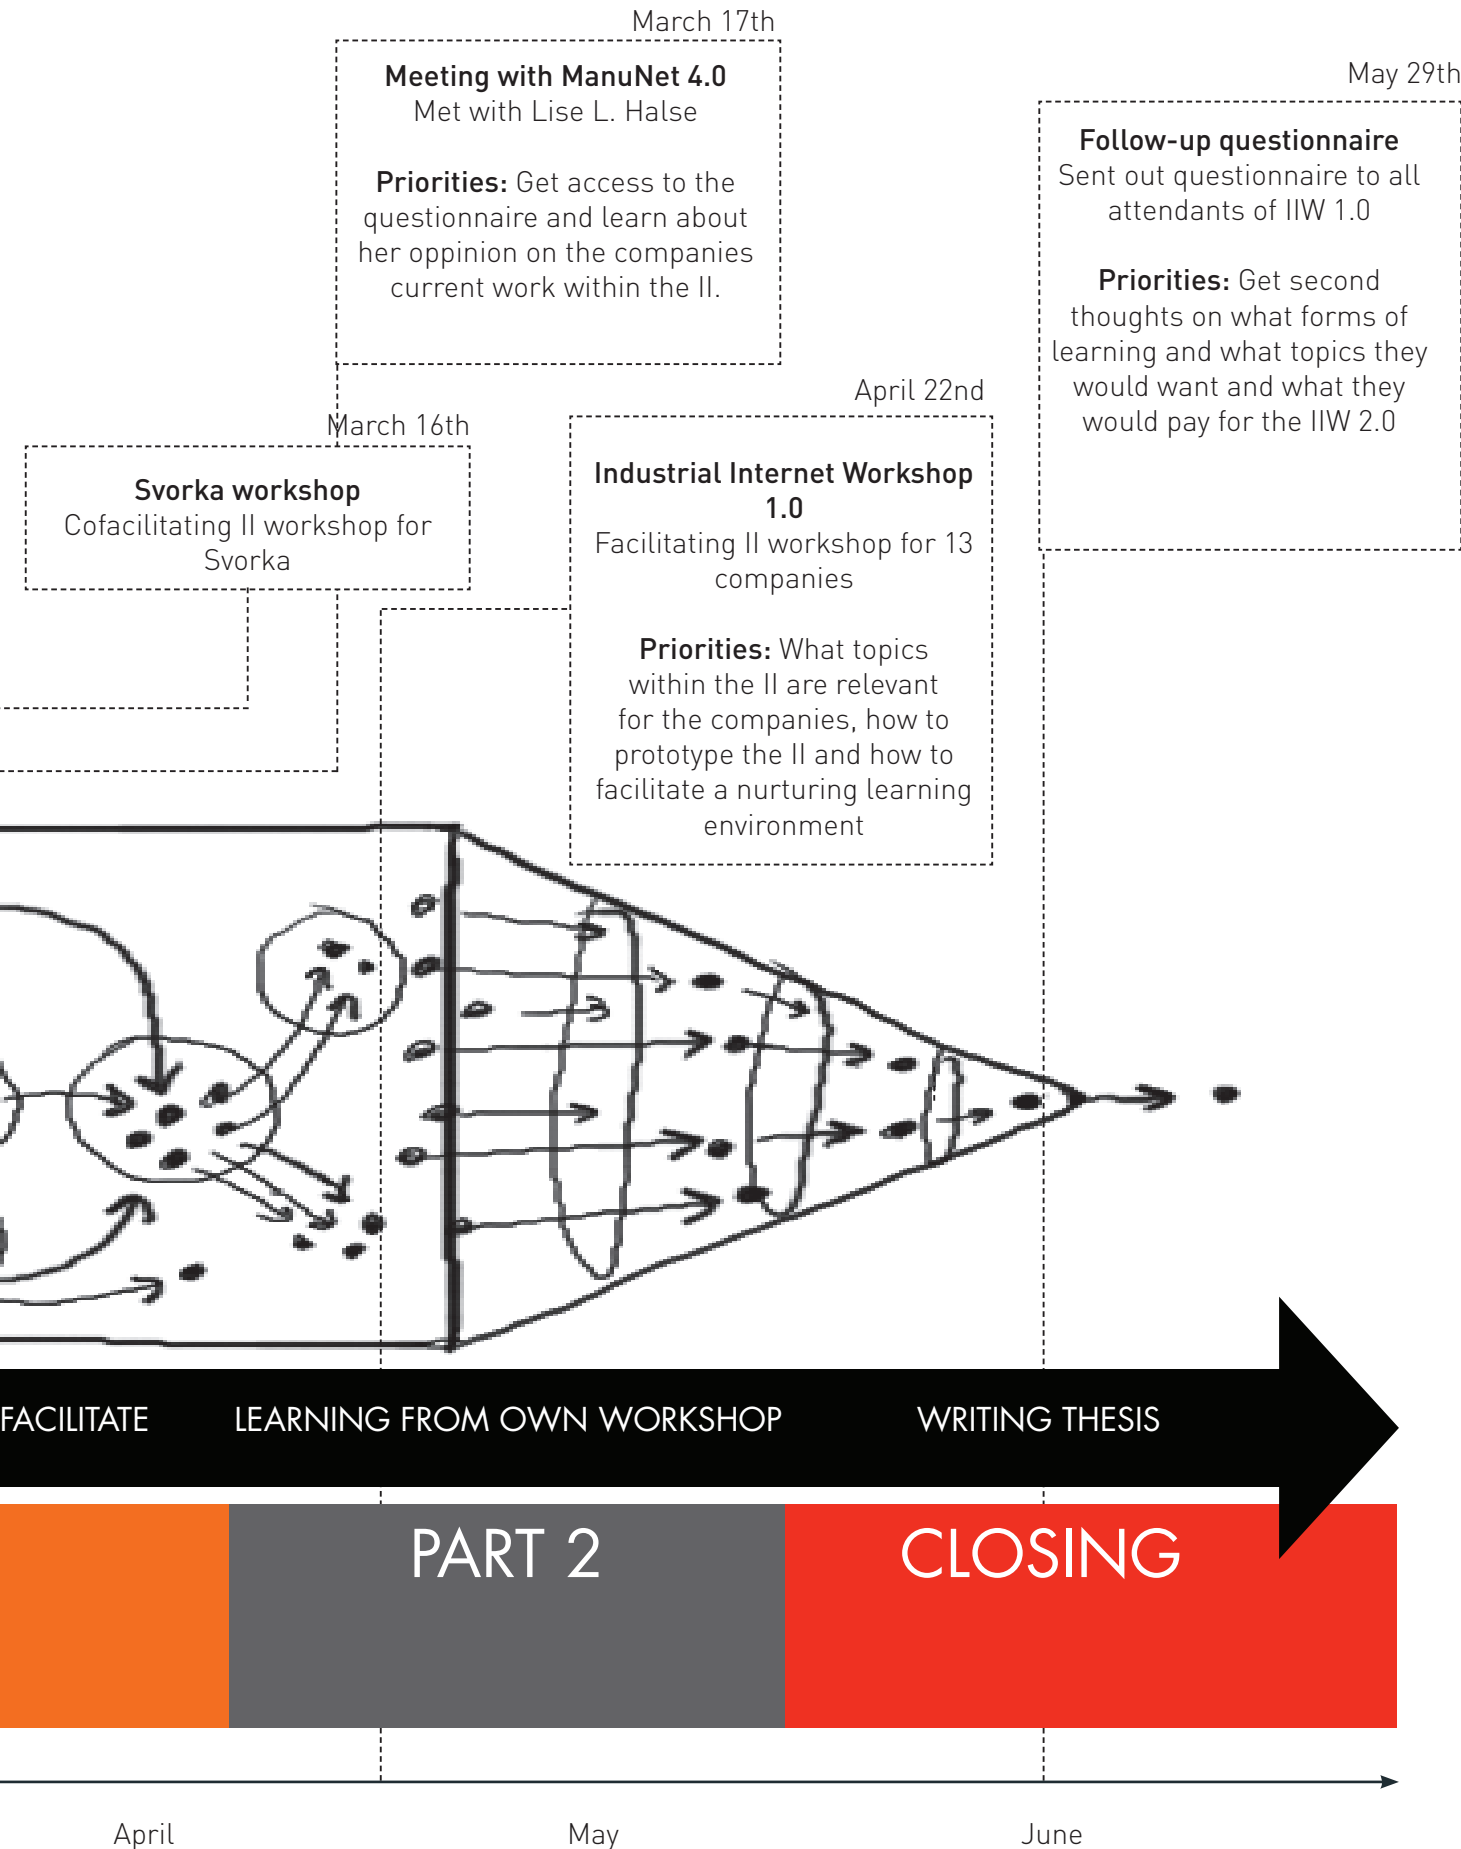 March 17th
Meeting with ManuNet 4.0
Met with Lise L. Halse
Priorities: Get access to the
questionnaire and learn about
her oppinion on the companies
current work within the II.
May 29th
Follow-up questionnaire
Sent out questionnaire to all
attendants of IIW 1.0
Priorities: Get second
thoughts on what forms of
learning and what topics they
would want and what they
would pay for the IIW 2.0
March 16th
Svorka workshop
Cofacilitating II workshop for
Svorka
April 22nd
Industrial Internet Workshop
1.0
Facilitating II workshop for 13
companies
Priorities: What topics
within the II are relevant
for the companies, how to
prototype the II and how to
facilitate a nurturing learning
environment
FACILITATE
LEARNING FROM OWN WORKSHOP
WRITING THESIS
PART 2
CLOSING
April
May
June